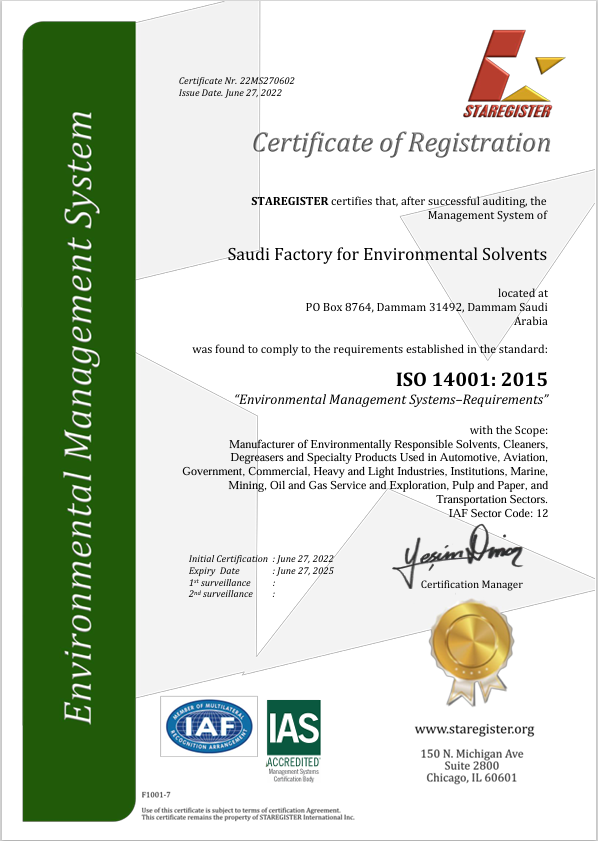 Environmental Management System
Certificate Nr. 22MS270602
Issue Date. June 27, 2022
STAREGISTER
Certificate of Registration
STAREGISTER certifies that, after successful auditing, the
Management System of
Saudi Factory for Environmental Solvents
located at
PO Box 8764, Dammam 31492, Dammam Saudi
Arabia
was found to comply to the requirements established in the standard:
ISO 14001: 2015
“Environmental Management Systems–Requirements”
with the Scope:
Manufacturer of Environmentally Responsible Solvents, Cleaners,
Degreasers and Specialty Products Used in Automotive, Aviation,
Government, Commercial, Heavy and Light Industries, Institutions, Marine,
Mining, Oil and Gas Service and Exploration, Pulp and Paper, and
Transportation Sectors.
IAF Sector Code: 12
Initial Certification : June 27, 2022
Expiry Date : June 27, 2025
1st surveillance :
2nd surveillance :
Certification Manager
MEMBER OF MULTILATERAL
IAF
RECOGNITION ARRANGEMENT
IAS
ACCREDITED
Management Systems
Certification Body
www.staregister.org
150 N. Michigan Ave
Suite 2800
Chicago, IL 60601
F1001-7
Use of this certificate is subject to terms of certification Agreement.
This certificate remains the property of STAREGISTER International Inc.